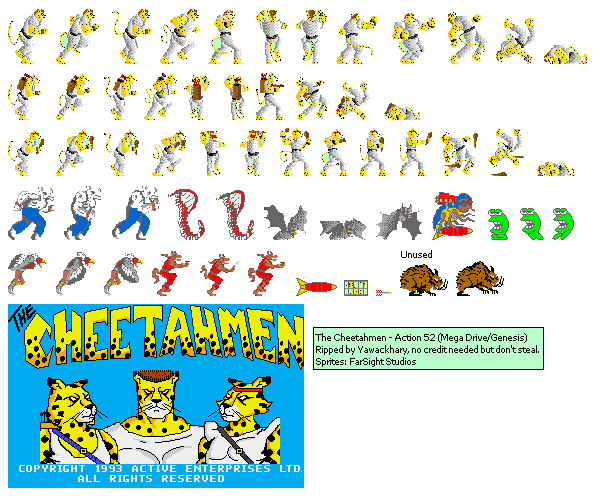 Unused
The Cheetahmen - Action 52 (Mega Drive/Genesis)
Ripped by Yawackhary, no credit needed but don't steal.
Sprites: FarSight Studios
THE
CHEETAHMEN
COPYRIGHT 1993 ACTIVE ENTERPRISES LTD.
ALL RIGHTS RESERVED